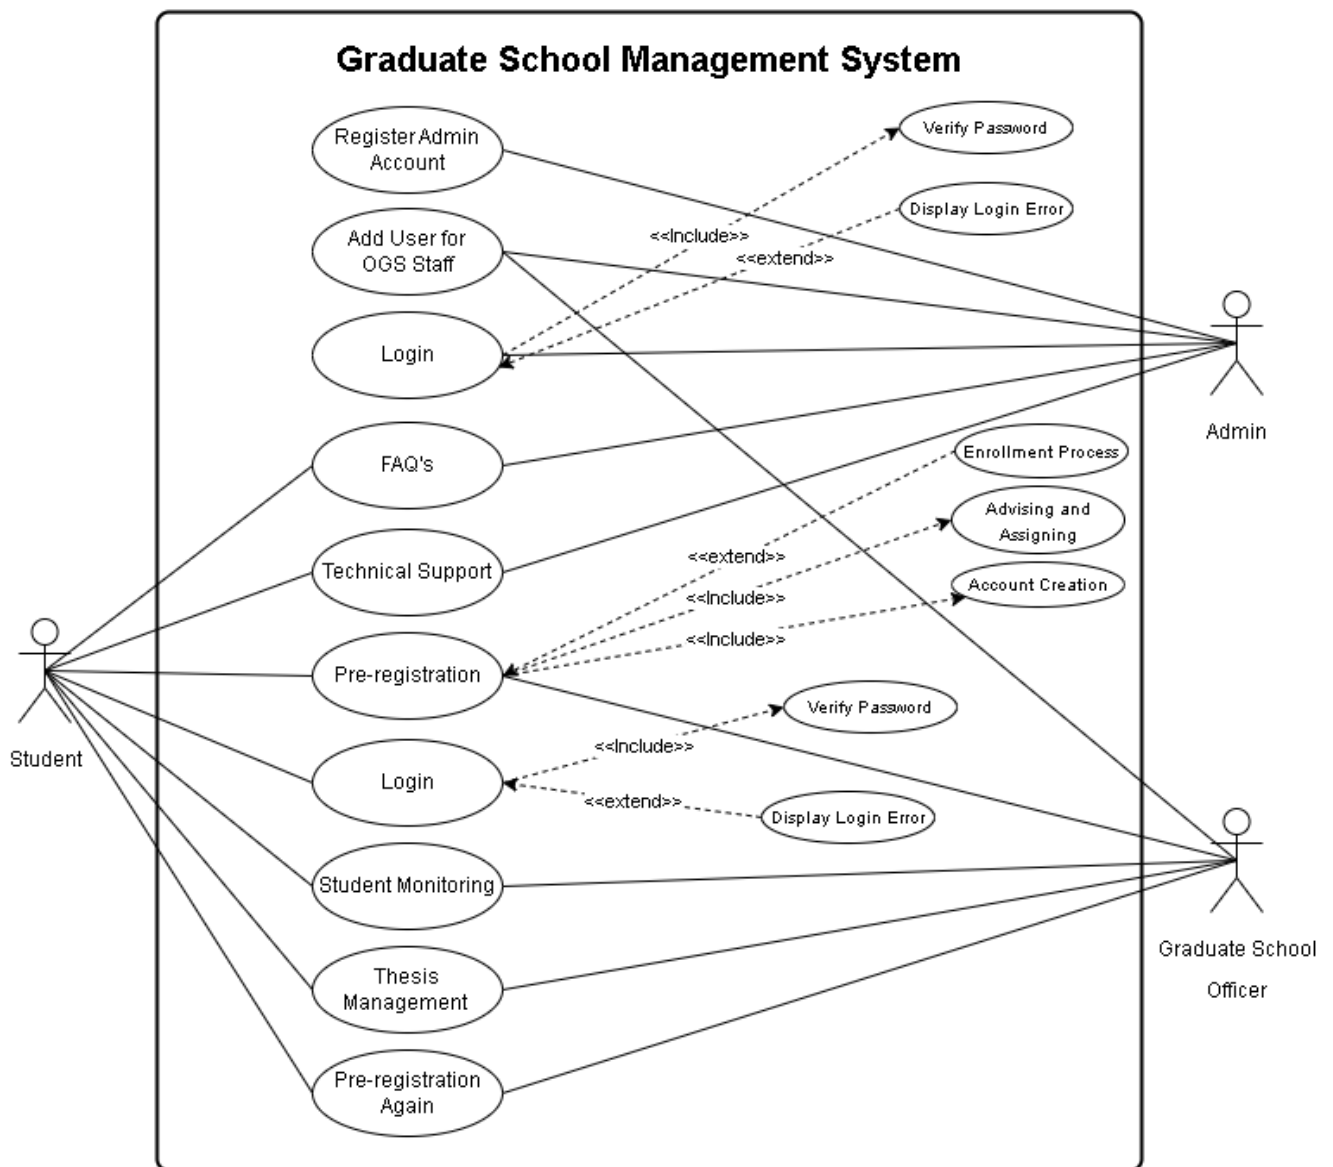 Graduate School Management System
Register Admin
Account
Verify Password
Display Login Error
Add User for
OGS Staff
<<Include>>
<<extend>>
Login
Admin
FAQ's
Enrollment Process
Advising and
Assigning
<<extend>>
Technical Support
Account Creation
<<Include>>
<<Include>>
Pre-registration
Student
Verify Password
<<Include>>
Login
<<extend>>
Display Login Error
Student Monitoring
Graduate School
Officer
Thesis
Management
Pre-registration
Again